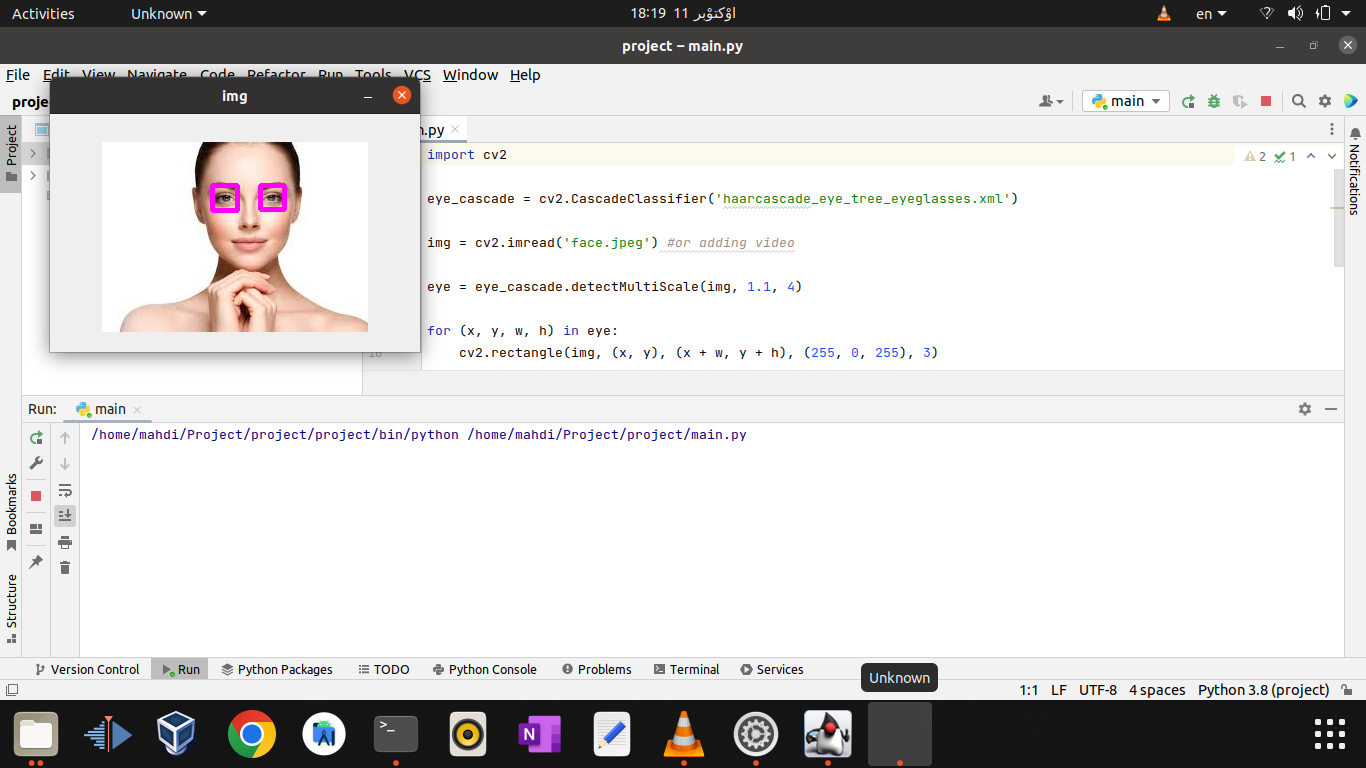 Activities
Unknown
18:19 اؤکتوْبر 11
en
project – main.py
File Edit View Navigate Code Refactor Run Tools VCS Window Help
img
main
Project
import cv2
2
1
eye_cascade = cv2.CascadeClassifier('haarcascade_eye_tree_eyeglasses.xml')
img = cv2.imread('face.jpeg') #or adding video
eye = eye_cascade.detectMultiScale(img, 1.1, 4)
for (x, y, w, h) in eye:
cv2.rectangle(img, (x, y), (x + w, y + h), (255, 0, 255), 3)
Notifications
Run: main
/home/mahdi/Project/project/project/bin/python /home/mahdi/Project/project/main.py
Bookmarks
Structure
Version Control Run Python Packages TODO Python Console Problems Terminal Services
Unknown
1:1 LF UTF-8 4 spaces Python 3.8 (project)
>_
N